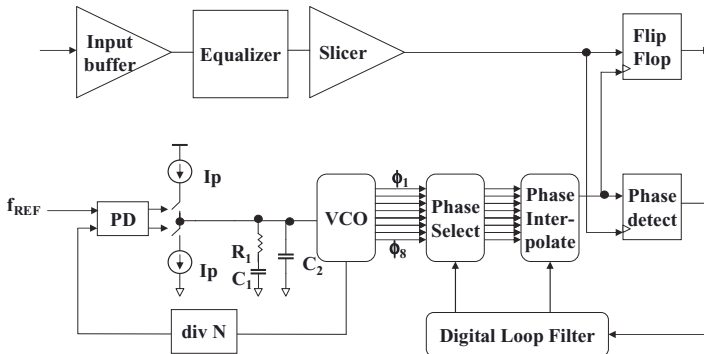 Input
buffer
Equalizer
Slicer
Flip
Flop
Ip
fREF
PD
Ip
R1
C1
C2
VCO
ϕ1
ϕ8
Phase
Select
Phase
Inter-
polate
Phase
detect
div N
Digital Loop Filter